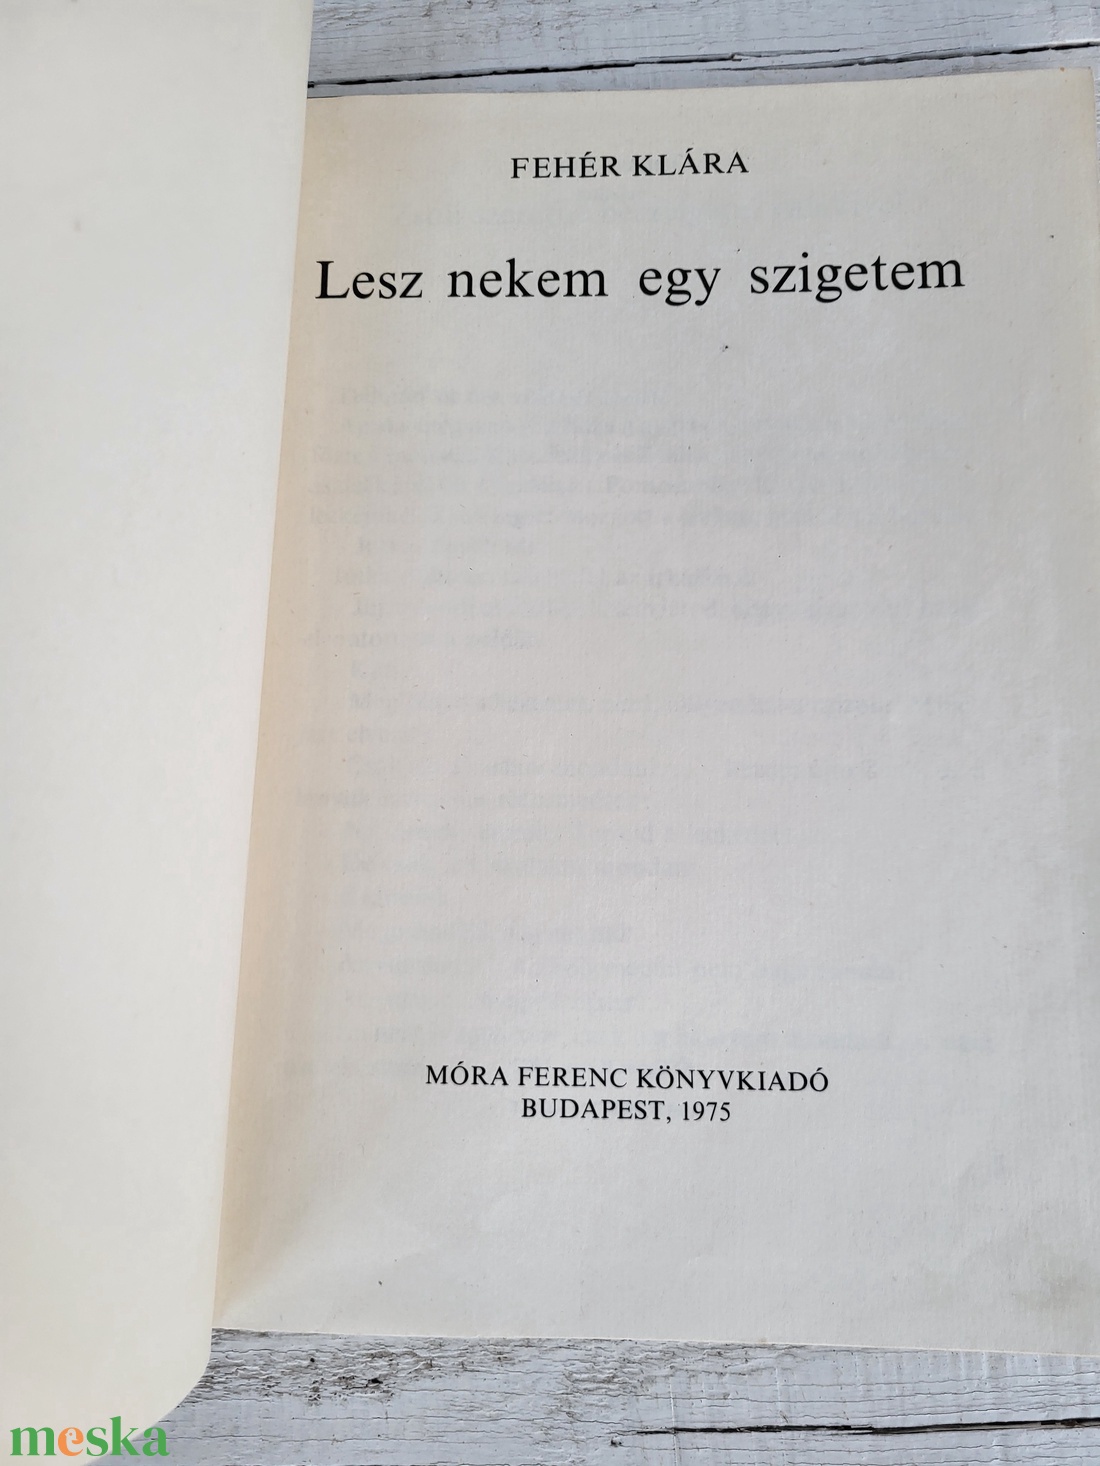 FEHÉR KLÁRA
Lesz nekem egy szigetem
MÓRA FERENC KÖNYVKIADÓ
BUDAPEST, 1975
meska